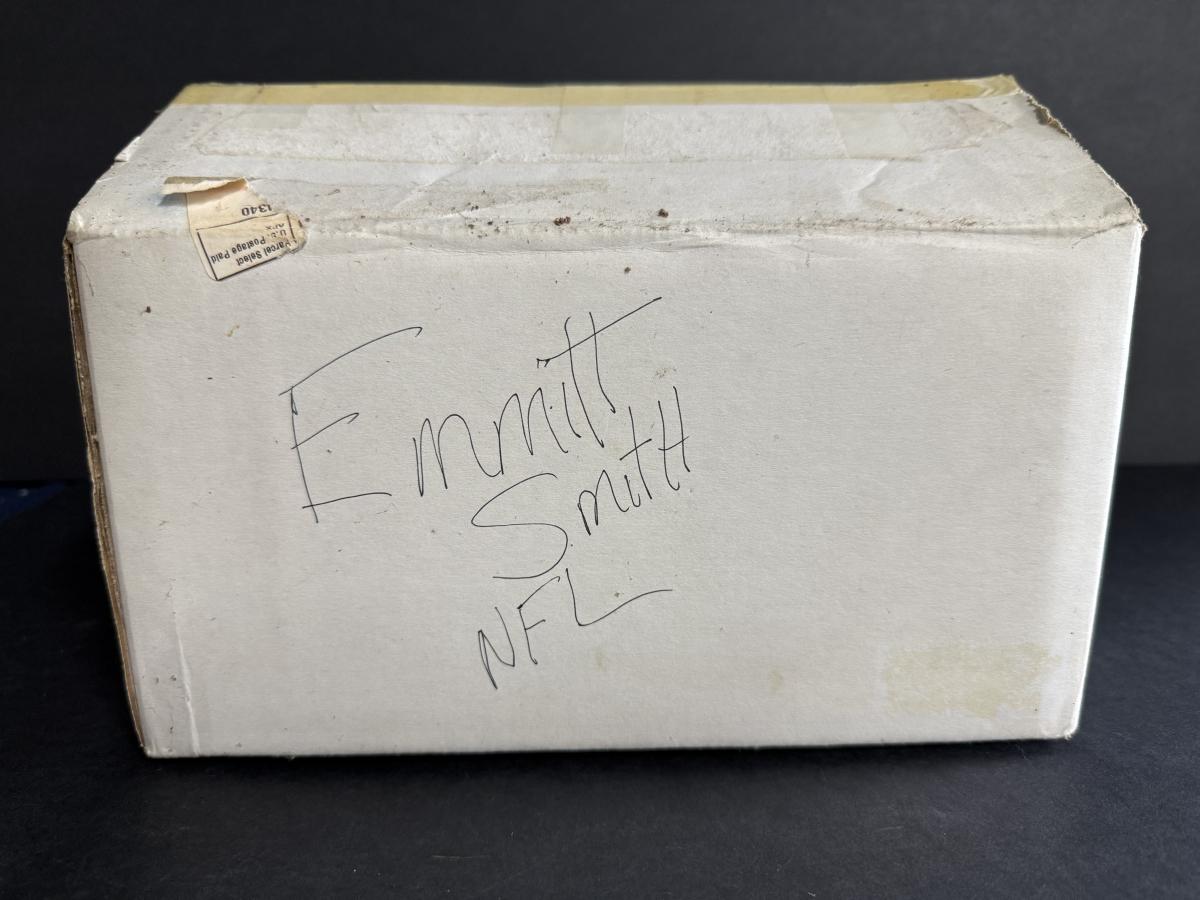 1340
Parcel Select
Postage Paid
Emmitt
Smith
NFL